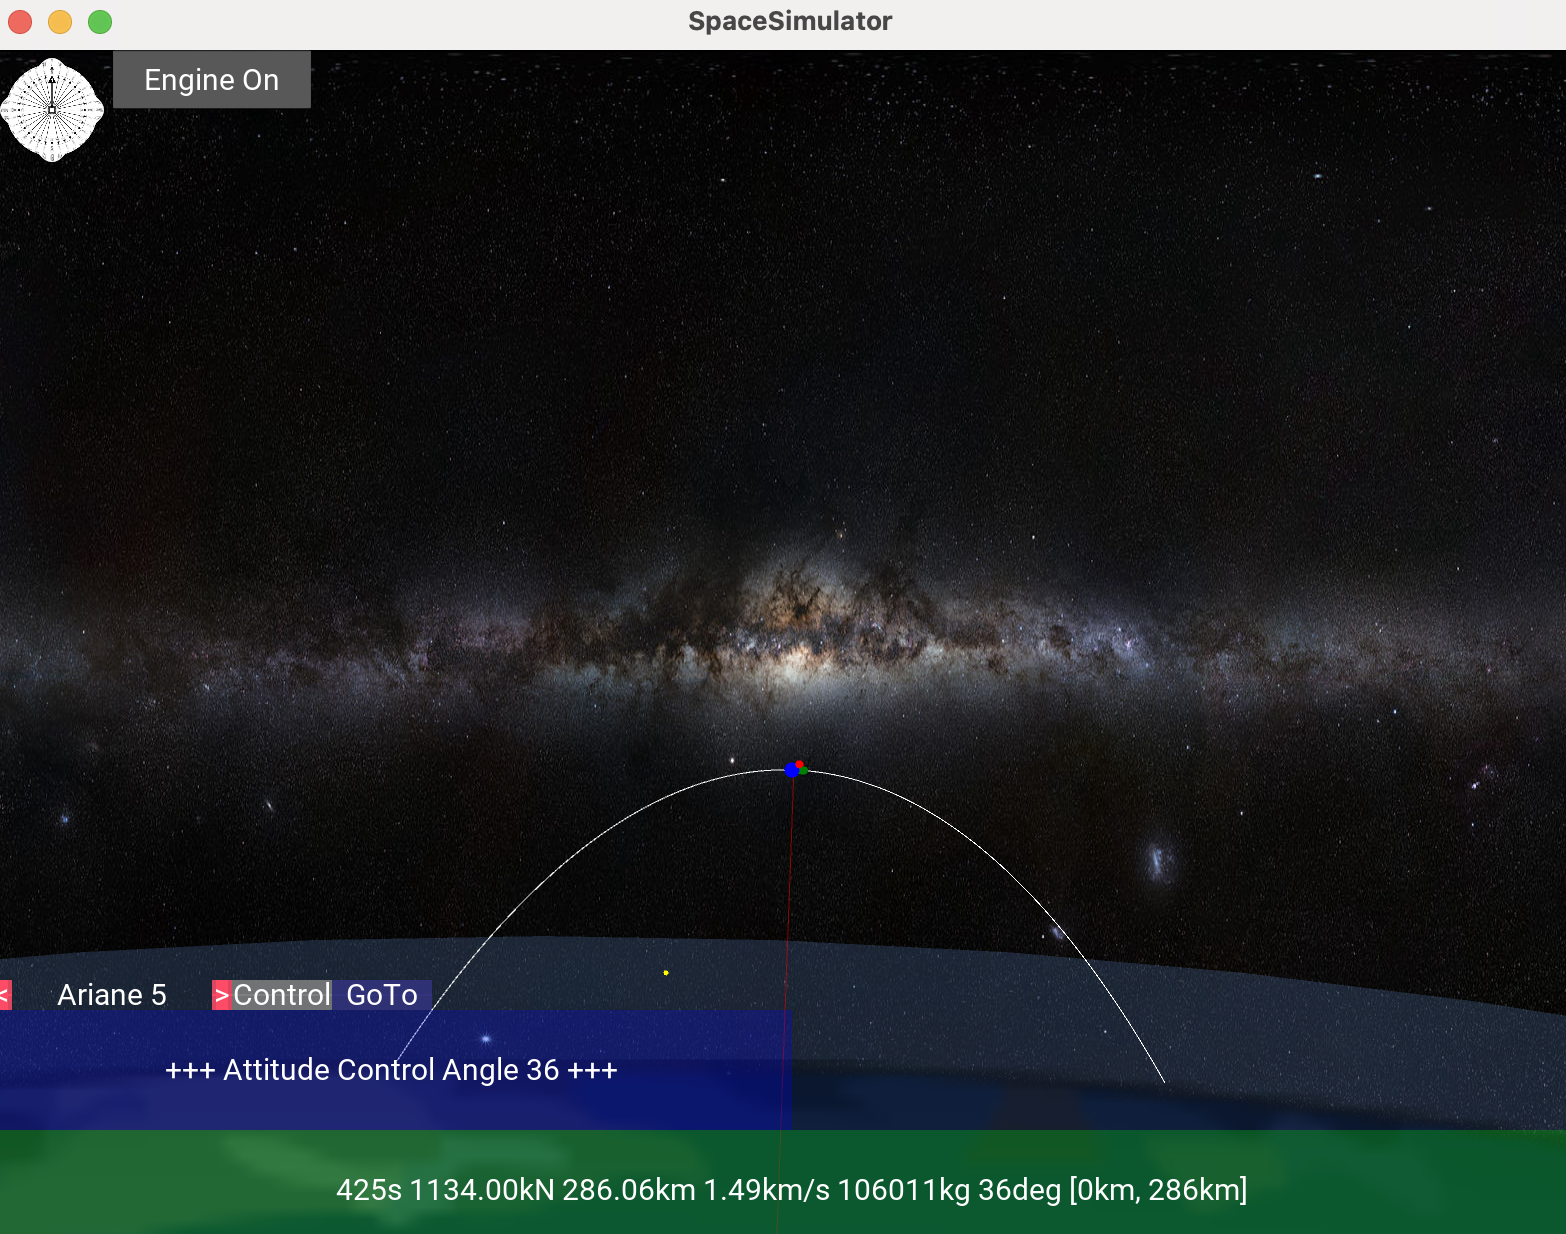 SpaceSimulator
Engine On
< Ariane 5 > Control GoTo
+++ Attitude Control Angle 36 +++
425s 1134.00kN 286.06km 1.49km/s 106011kg 36deg [0km, 286km]